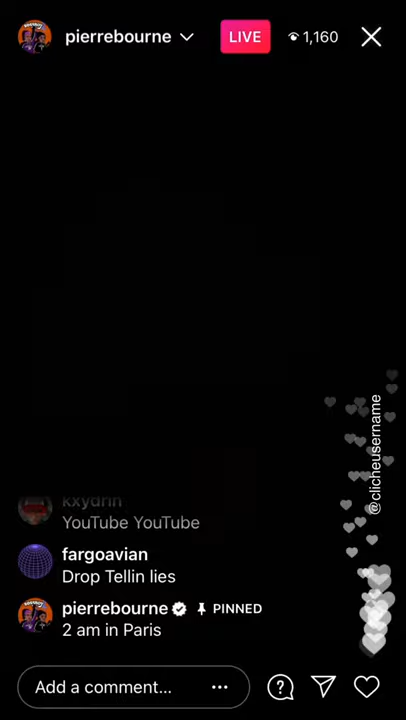 pierrebourne
LIVE
1,160
@clicheusername
kxydrin
YouTube YouTube
fargoavian
Drop Tellin lies
pierrebourne PINNED
2 am in Paris
Add a comment...